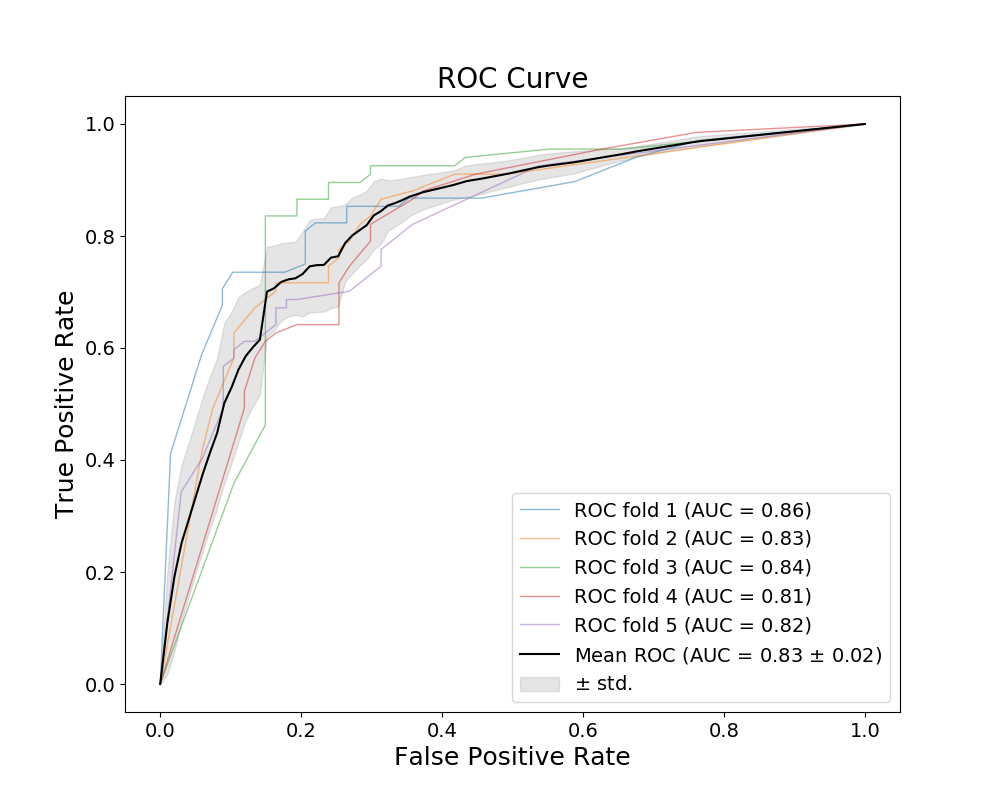 ROC Curve
True Positive Rate
1.0
0.8
0.6
0.4
0.2
0.0
ROC fold 1 (AUC = 0.86)
ROC fold 2 (AUC = 0.83)
ROC fold 3 (AUC = 0.84)
ROC fold 4 (AUC = 0.81)
ROC fold 5 (AUC = 0.82)
Mean ROC (AUC = 0.83 ± 0.02)
± std.
0.0 0.2 0.4 0.6 0.8 1.0
False Positive Rate